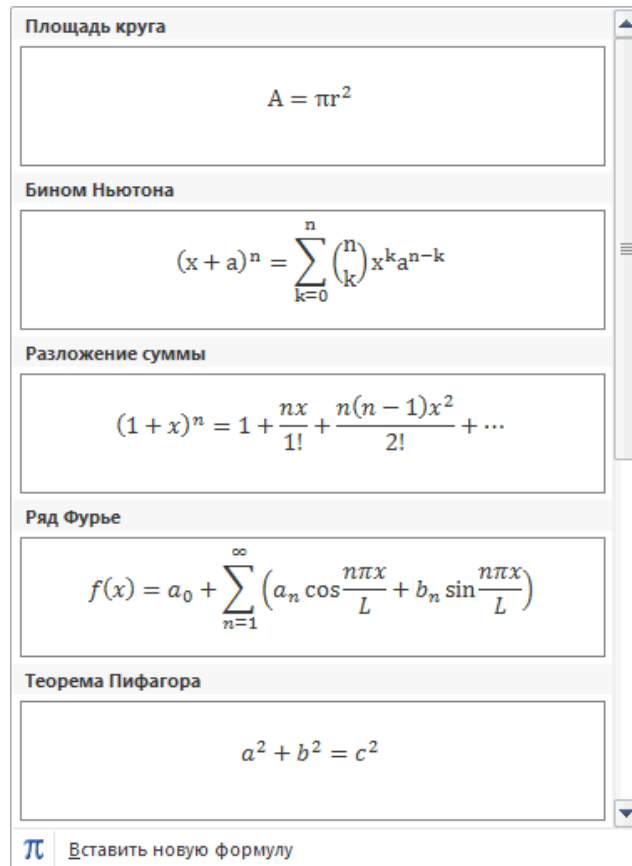 Площадь круга
A = πr²
Бином Ньютона
(x + a)ⁿ = ∑ₖ₌₀ⁿ (n k) xᵏaⁿ⁻ᵏ
Разложение суммы
(1 + x)ⁿ = 1 + nx/1! + n(n − 1)x²/2! + ⋯
Ряд Фурье
f(x) = a₀ + ∑ₙ₌₁^∞ (aₙ cos nπx/L + bₙ sin nπx/L)
Теорема Пифагора
a² + b² = c²
π Вставить новую формулу